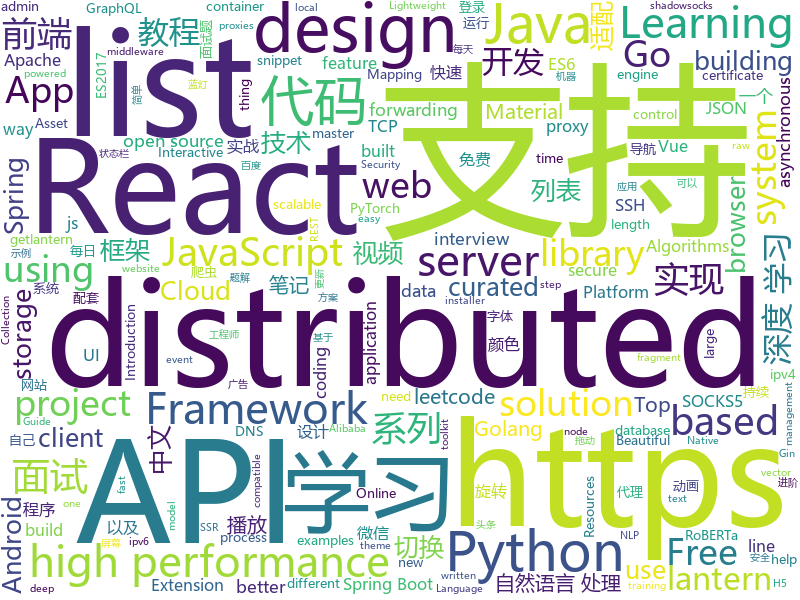 admin
GraphQL
教程
container
登录
运行
design
Java
适配
local
Lightweight
每天
shadowsocks
Learning
前端
面试题
proxies
middleware
list
支持
Go
building
Apache
App
ES2017
snippet
feature
开发
ES6
Mapping
快速
engine
powered
简单
蓝灯
thing
代码
forwarding
Material
JSON
一个
certificate
机器
way
Asset
open source
实战
master
TCP
proxy
control
Vue
导航
asynchronous
Interactive
技术
built
免费
time
system
状态栏
百度
Security
React
web
列表
SSH
browser
raw
应用
可以
Spring
js
scalable
REST
PyTorch
easy
length
Algorithms
getlantern
每日
框架
JavaScript
视频
server
interview
secure
library
Platform
深度 学习
示例
using
爬虫
website
题解
更新
Cloud
笔记
curated
data
实现
系统
配套
storage
distributed
UI
application
颜色
字体
large
ipv4
Collection
网站
Introduction
方案
工程师
基于
coding
installer
step
project
API
学习
https
Framework
leetcode
solution
Top
need
SOCKS5
based
持续
fragment
自己
client
event
中文
广告
DNS
设计
Alibaba
系列
toolkit
Golang
database
Beautiful
Native
node
拖动
management
Guide
面试
Online
compatible
Resources
Gin
程序
Android
build
以及
播放
微信
Python
旋转
动画
代理
text
Free
one
vector
进阶
fast
model
切换
头条
RoBERTa
lantern
屏幕
ipv6
theme
SSR
Extension
process
examples
better
different
Spring Boot
line
new
written
Language
training
自然语言 处理
NLP
use
deep
help
安全
H5
high performance